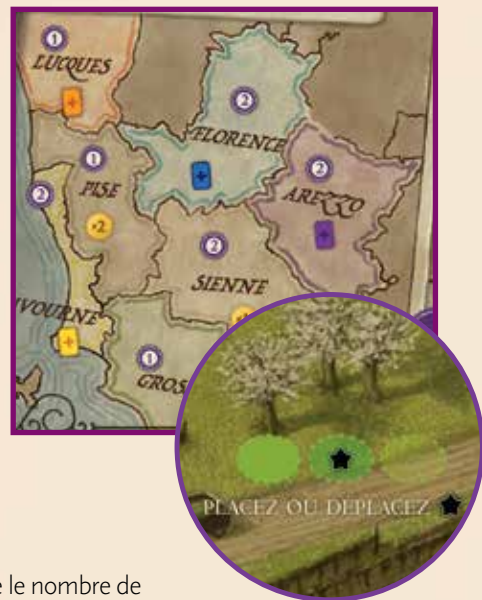 1
LUCQUES
2
FLORENCE
1
PISE
2
2
AREZZO
2
SIENNE
VOURNE
1
GROS
PLACEZ OU DEPLACEZ
le nombre de